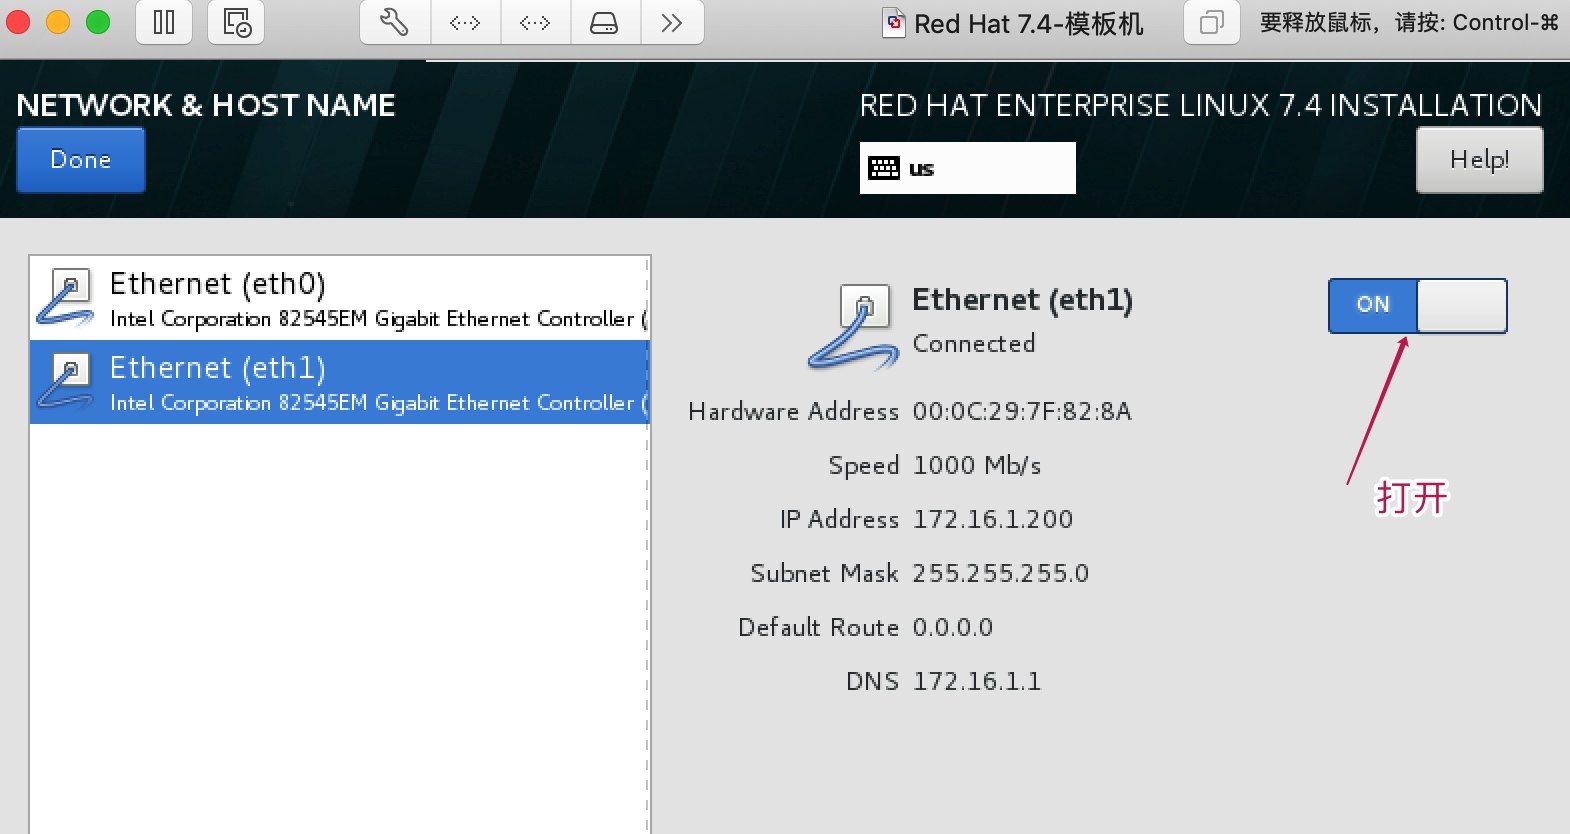 Red Hat 7.4-模板机
要释放鼠标，请按: Control-⌘
NETWORK & HOST NAME
RED HAT ENTERPRISE LINUX 7.4 INSTALLATION
Done
us
Help!
Ethernet (eth0)
Intel Corporation 82545EM Gigabit Ethernet Controller (
Ethernet (eth1)
Intel Corporation 82545EM Gigabit Ethernet Controller (
Ethernet (eth1)
Connected
ON
打开
Hardware Address 00:0C:29:7F:82:8A
Speed 1000 Mb/s
IP Address 172.16.1.200
Subnet Mask 255.255.255.0
Default Route 0.0.0.0
DNS 172.16.1.1